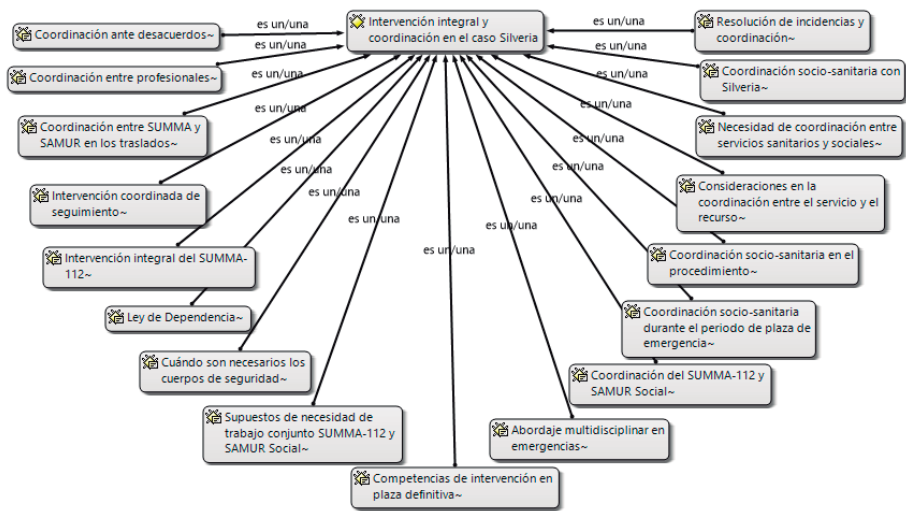 Intervención integral y
coordinación en el caso Silveria
Coordinación ante desacuerdos~
es un/una
Coordinación entre profesionales~
es un/una
Coordinación entre SUMMA y
SAMUR en los traslados~
es un/una
Intervención coordinada de
seguimiento~
es un/una
Intervención integral del SUMMA-
112~
es un/una
Ley de Dependencia~
es un/una
Cuándo son necesarios los
cuerpos de seguridad~
es un/una
Supuestos de necesidad de
trabajo conjunto SUMMA-112 y
SAMUR Social~
es un/una
Competencias de intervención en
plaza definitiva~
es un/una
Abordaje multidisciplinar en
emergencias~
es un/una
Coordinación del SUMMA-112 y
SAMUR Social~
es un/una
Coordinación socio-sanitaria
durante el periodo de plaza de
emergencia~
es un/una
Coordinación socio-sanitaria en el
procedimiento~
es un/una
Consideraciones en la
coordinación entre el servicio y el
recurso~
es un/una
Necesidad de coordinación entre
servicios sanitarios y sociales~
es un/una
Coordinación socio-sanitaria con
Silveria~
es un/una
Resolución de incidencias y
coordinación~
es un/una